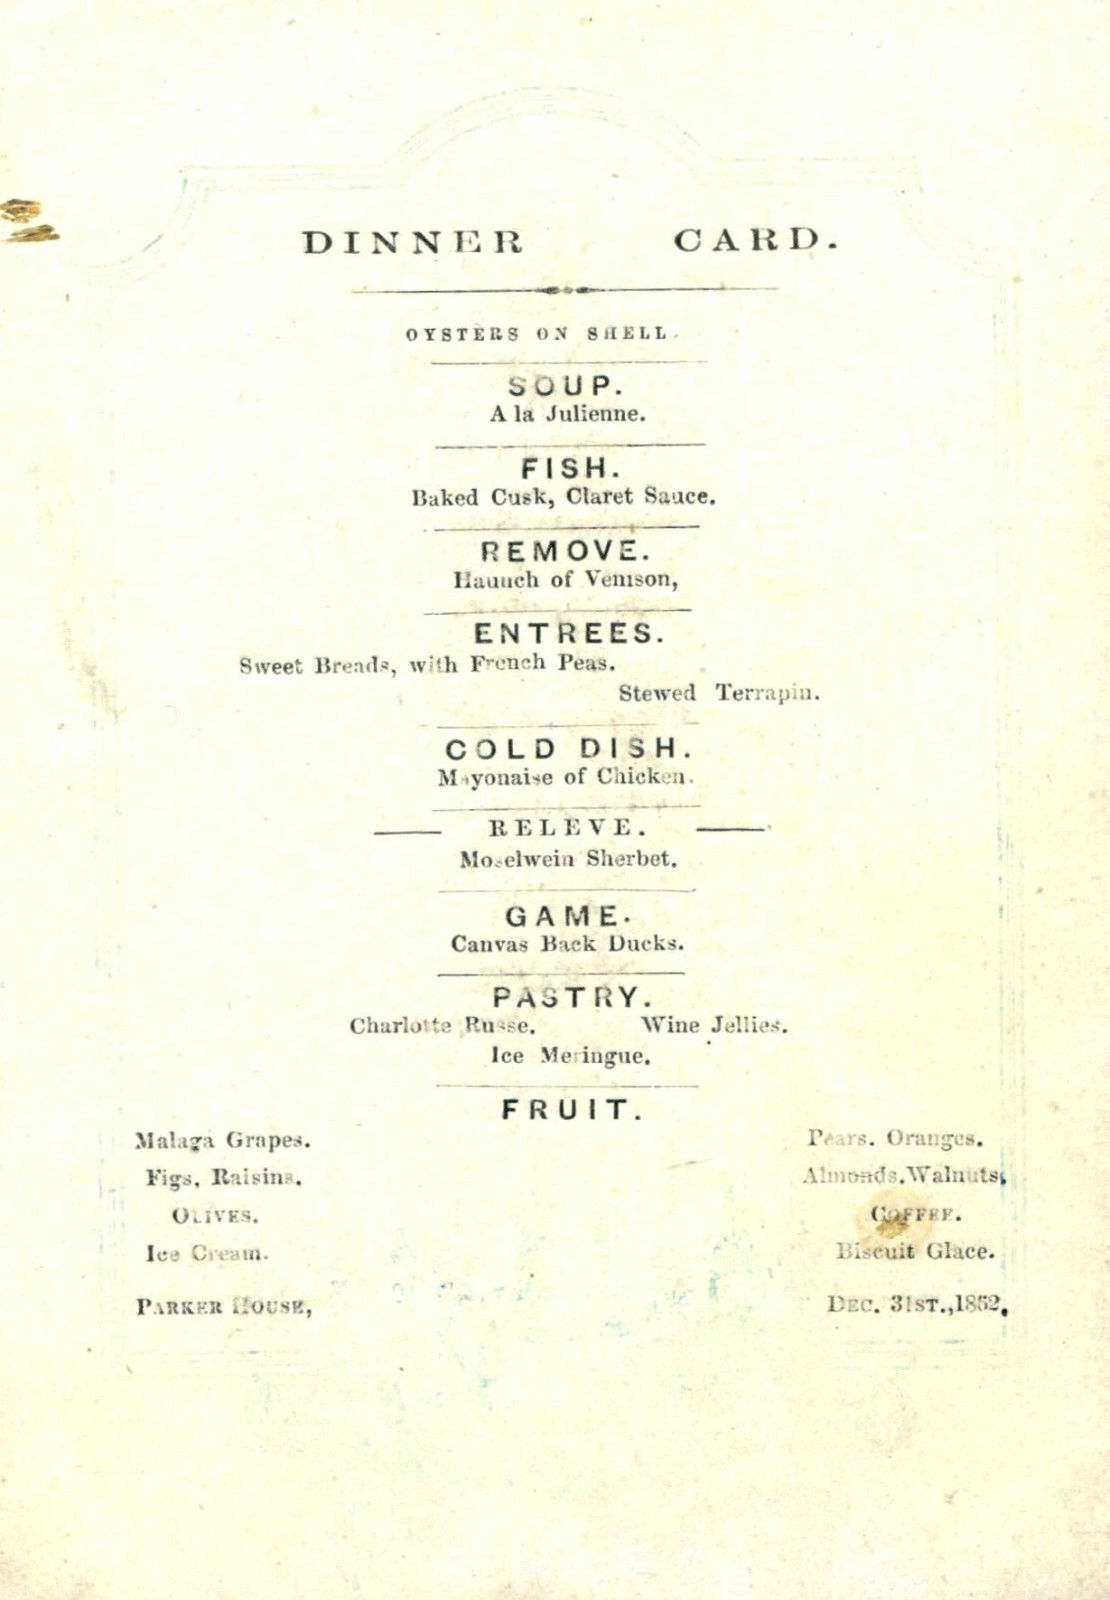 DINNER CARD.
OYSTERS ON SHELL.
SOUP.
A la Julienne.
FISH.
Baked Cusk, Claret Sauce.
REMOVE.
Haunch of Venison,
ENTREES.
Sweet Breads, with French Peas.
Stewed Terrapin.
COLD DISH.
Mayonaise of Chicken.
RELEVE.
Moselwein Sherbet.
GAME.
Canvas Back Ducks.
PASTRY.
Charlotte Russe. Wine Jellies.
Ice Meringue.
FRUIT.
Malaga Grapes. Pears. Oranges.
Figs, Raisins. Almonds. Walnuts.
OLIVES. COFFEE.
Ice Cream. Biscuit Glace.
PARKER HOUSE, DEC. 31ST., 1862.